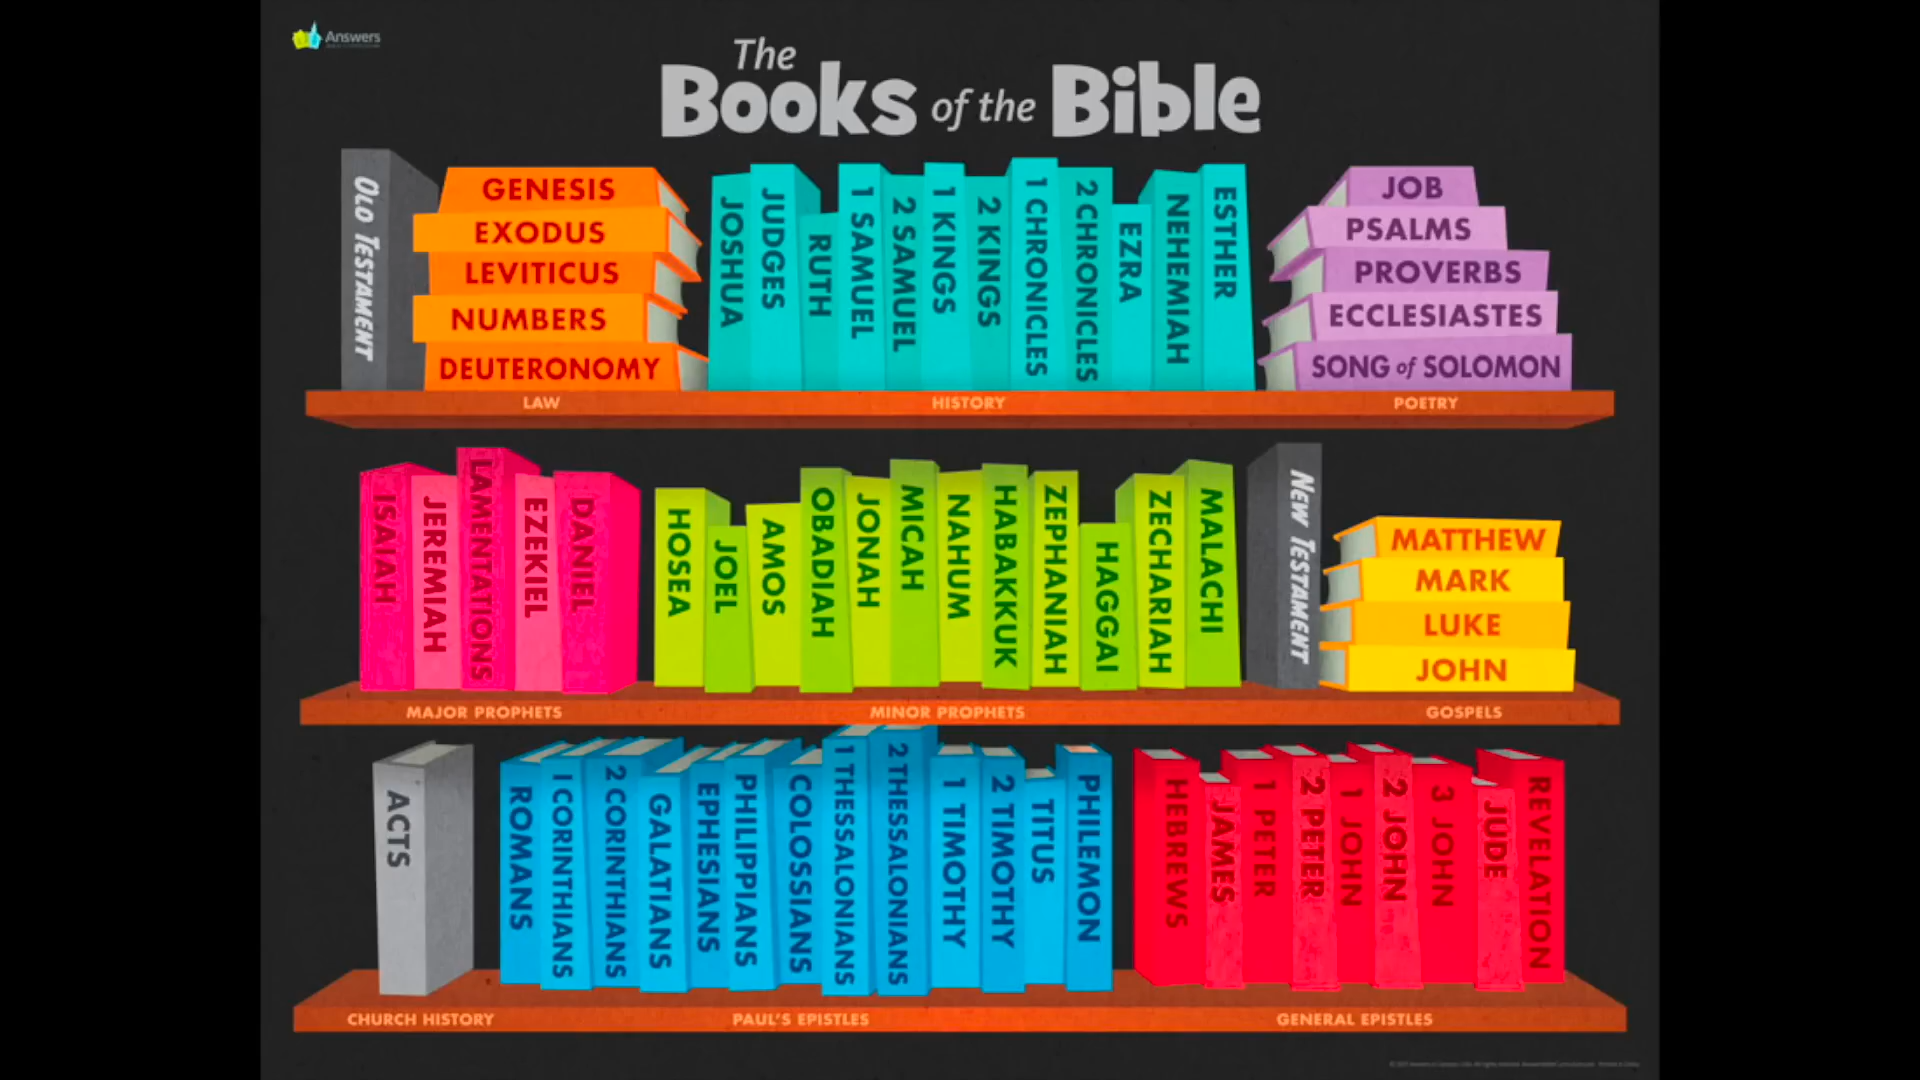 Answers
The
Books of the Bible
Old Testament
GENESIS
EXODUS
LEVITICUS
NUMBERS
DEUTERONOMY
JOSHUA
JUDGES
RUTH
1 SAMUEL
2 SAMUEL
1 KINGS
2 KINGS
1 CHRONICLES
2 CHRONICLES
EZRA
NEHEMIAH
ESTHER
JOB
PSALMS
PROVERBS
ECCLESIASTES
SONG of SOLOMON
LAW
HISTORY
POETRY
ISAIAH
JEREMIAH
LAMENTATIONS
EZEKIEL
DANIEL
HOSEA
JOEL
AMOS
OBADIAH
JONAH
MICAH
NAHUM
HABAKKUK
ZEPHANIAH
HAGGAI
ZECHARIAH
MALACHI
New Testament
MATTHEW
MARK
LUKE
JOHN
MAJOR PROPHETS
MINOR PROPHETS
GOSPELS
ACTS
ROMANS
1 CORINTHIANS
2 CORINTHIANS
GALATIANS
EPHESIANS
PHILIPPIANS
COLOSSIANS
1 THESSALONIANS
2 THESSALONIANS
1 TIMOTHY
2 TIMOTHY
TITUS
PHILEMON
HEBREWS
JAMES
1 PETER
2 PETER
1 JOHN
2 JOHN
3 JOHN
JUDE
REVELATION
CHURCH HISTORY
PAUL'S EPISTLES
GENERAL EPISTLES